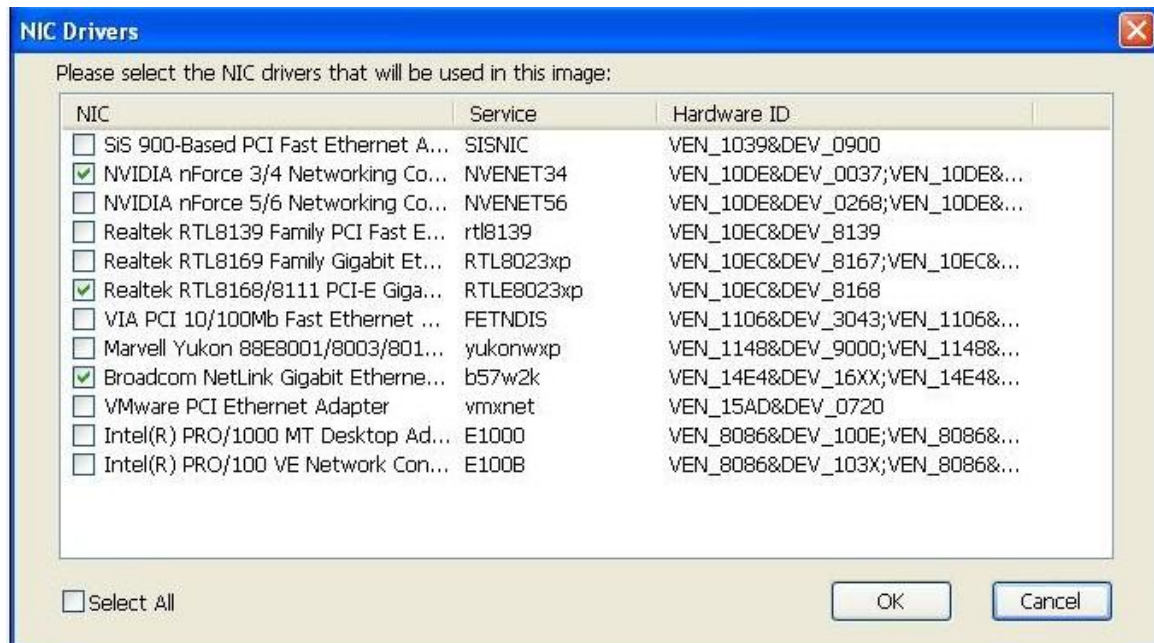 NIC Drivers
Please select the NIC drivers that will be used in this image:
NIC Service Hardware ID
SiS 900-Based PCI Fast Ethernet A... SISNIC VEN_1039&DEV_0900
NVIDIA nForce 3/4 Networking Co... NVENET34 VEN_10DE&DEV_0037;VEN_10DE&...
NVIDIA nForce 5/6 Networking Co... NVENET56 VEN_10DE&DEV_0268;VEN_10DE&...
Realtek RTL8139 Family PCI Fast E... rtl8139 VEN_10EC&DEV_8139
Realtek RTL8169 Family Gigabit Et... RTL8023xp VEN_10EC&DEV_8167;VEN_10EC&...
Realtek RTL8168/8111 PCI-E Giga... RTLE8023xp VEN_10EC&DEV_8168
VIA PCI 10/100Mb Fast Ethernet ... FETNDIS VEN_1106&DEV_3043;VEN_1106&...
Marvell Yukon 88E8001/8003/801... yukonwxp VEN_1148&DEV_9000;VEN_1148&...
Broadcom NetLink Gigabit Etherne... b57w2k VEN_14E4&DEV_16XX;VEN_14E4&...
VMware PCI Ethernet Adapter vmxnet VEN_15AD&DEV_0720
Intel(R) PRO/1000 MT Desktop Ad... E1000 VEN_8086&DEV_100E;VEN_8086&...
Intel(R) PRO/100 VE Network Con... E100B VEN_8086&DEV_103X;VEN_8086&...
Select All OK Cancel